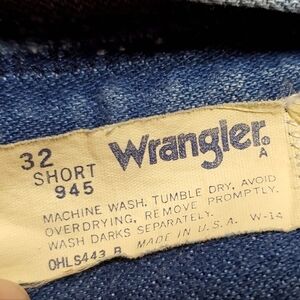 32
SHORT
945
Wrangler®
A
MACHINE WASH. TUMBLE DRY, AVOID
OVERDRYING, REMOVE PROMPTLY.
WASH DARKS SEPARATELY.
MADE IN U.S.A. W-14
OHLS443 B